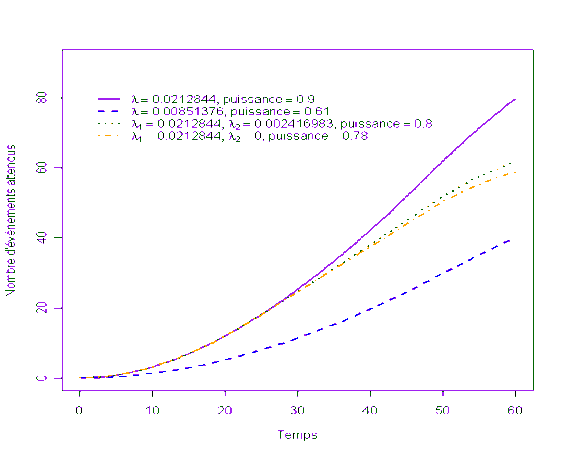 λ = 0.0212844, puissance = 0.9
λ = 0.00851376, puissance = 0.61
λ1 = 0.0212844, λ2 = 0.002416983, puissance = 0.8
λ1 = 0.0212844, λ2 = 0, puissance = 0.78
Nombre d'évènements attendus
80
60
40
20
0
0 10 20 30 40 50 60
Temps